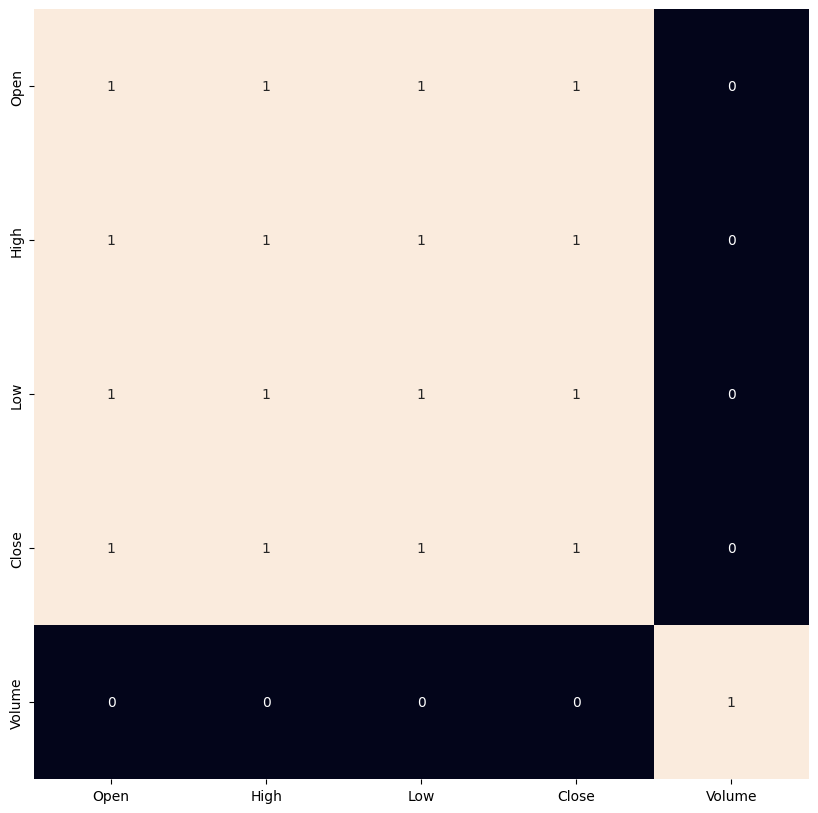 Open 1 1 1 1 0
High 1 1 1 1 0
Low 1 1 1 1 0
Close 1 1 1 1 0
Volume 0 0 0 0 1
Open High Low Close Volume